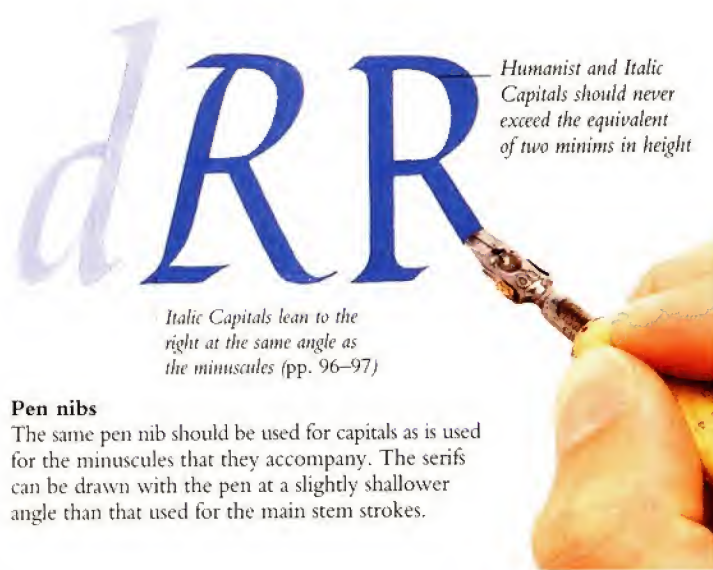 dRR
Humanist and Italic
Capitals should never
exceed the equivalent
of two minims in height
Italic Capitals lean to the
right at the same angle as
the minuscules (pp. 96–97)
Pen nibs
The same pen nib should be used for capitals as is used
for the minuscules that they accompany. The serifs
can be drawn with the pen at a slightly shallower
angle than that used for the main stem strokes.